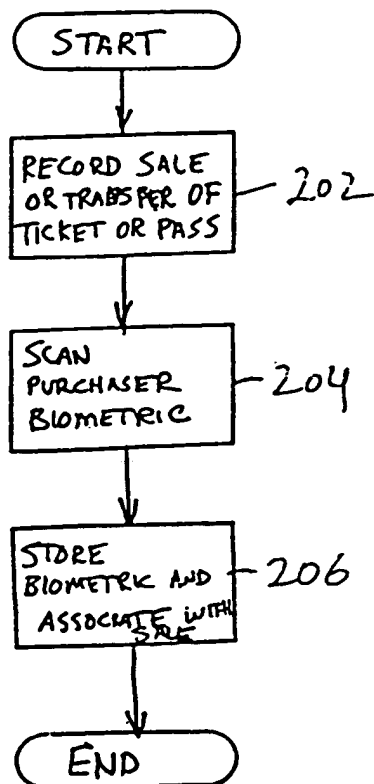 START
RECORD SALE
OR TRANSFER OF
TICKET OR PASS
202
SCAN
PURCHASER
BIOMETRIC
204
STORE
BIOMETRIC AND
ASSOCIATE WITH
SALE
206
END